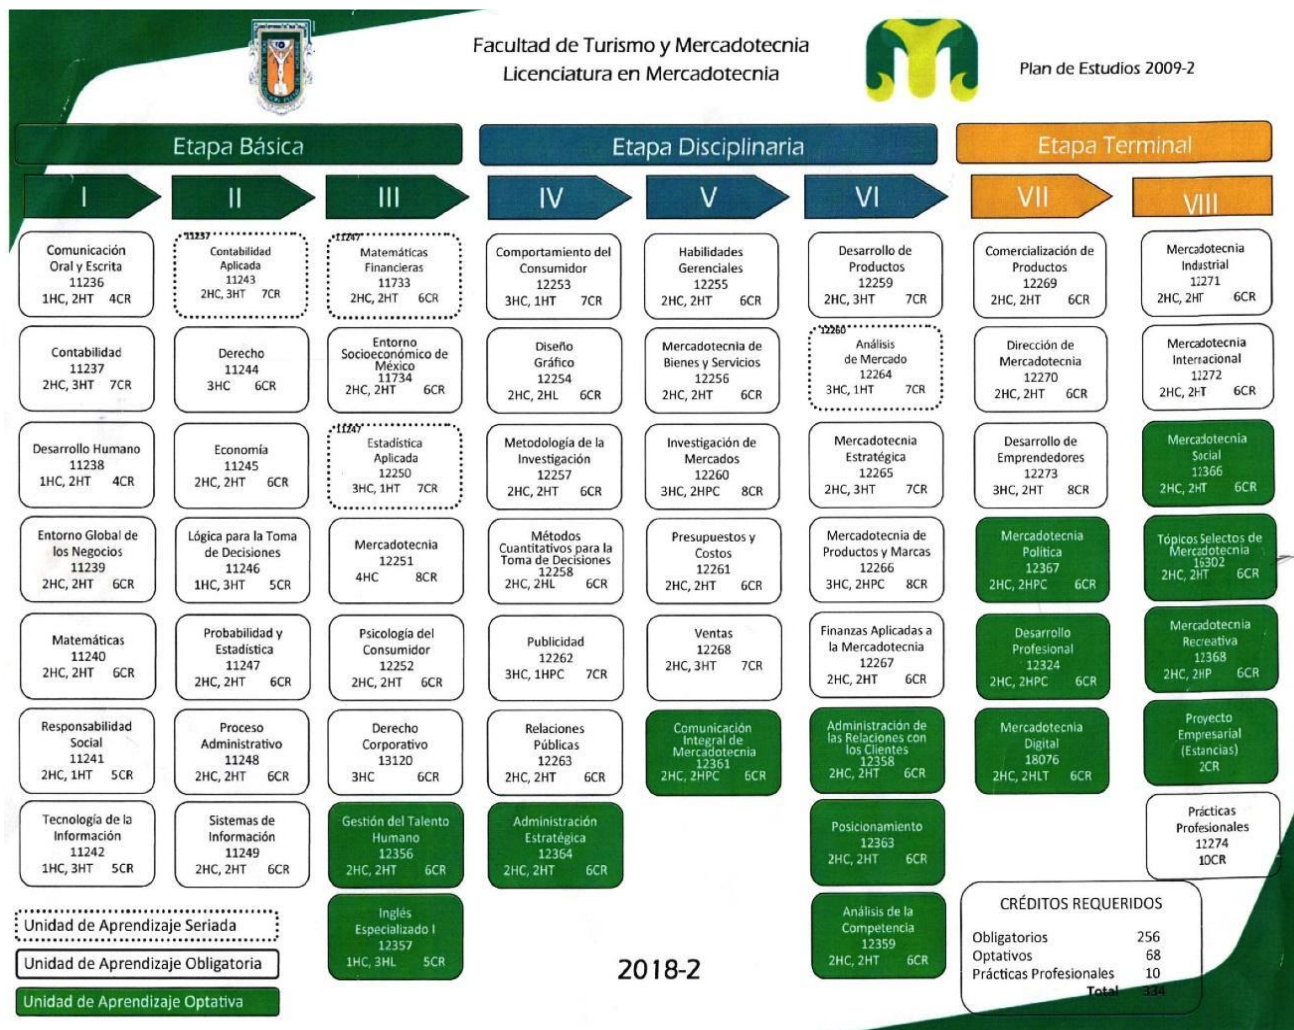 Facultad de Turismo y Mercadotecnia
Licenciatura en Mercadotecnia
Plan de Estudios 2009-2
Etapa Básica
Etapa Disciplinaria
Etapa Terminal
I
II
III
IV
V
VI
VII
VIII
Comunicación
Oral y Escrita
11236
1HC, 2HT 4CR
Contabilidad
11237
2HC, 3HT 7CR
Desarrollo Humano
11238
1HC, 2HT 4CR
Entorno Global de
los Negocios
11239
2HC, 2HT 6CR
Matemáticas
11240
2HC, 2HT 6CR
Responsabilidad
Social
11241
2HC, 1HT 5CR
Tecnología de la
Información
11242
1HC, 3HT 5CR
11237
Contabilidad
Aplicada
11243
2HC, 3HT 7CR
Derecho
11244
3HC 6CR
Economía
11245
2HC, 2HT 6CR
Lógica para la Toma
de Decisiones
11246
1HC, 3HT 5CR
Probabilidad y
Estadística
11247
2HC, 2HT 6CR
Proceso
Administrativo
11248
2HC, 2HT 6CR
Sistemas de
Información
11249
2HC, 2HT 6CR
11247
Matemáticas
Financieras
11733
2HC, 2HT 6CR
Entorno
Socioeconómico de
México
11734
2HC, 2HT 6CR
11247
Estadística
Aplicada
12250
3HC, 1HT 7CR
Mercadotecnia
12251
4HC 8CR
Psicología del
Consumidor
12252
2HC, 2HT 6CR
Derecho
Corporativo
13120
3HC 6CR
Gestión del Talento
Humano
12356
2HC, 2HT 6CR
Inglés
Especializado I
12357
1HC, 3HL 5CR
Comportamiento del
Consumidor
12253
3HC, 1HT 7CR
Diseño
Gráfico
12254
2HC, 2HL 6CR
Metodología de la
Investigación
12257
2HC, 2HT 6CR
Métodos
Cuantitativos para la
Toma de Decisiones
12258
2HC, 2HL 6CR
Publicidad
12262
3HC, 1HPC 7CR
Relaciones
Públicas
12263
2HC, 2HT 6CR
Administración
Estratégica
12364
2HC, 2HT 6CR
Habilidades
Gerenciales
12255
2HC, 2HT 6CR
Mercadotecnia de
Bienes y Servicios
12256
2HC, 2HT 6CR
Investigación de
Mercados
12260
3HC, 2HPC 8CR
Presupuestos y
Costos
12261
2HC, 2HT 6CR
Ventas
12268
2HC, 3HT 7CR
Comunicación
Integral de
Mercadotecnia
12361
2HC, 2HPC 6CR
Desarrollo de
Productos
12259
2HC, 3HT 7CR
12260
Análisis
de Mercado
12264
3HC, 1HT 7CR
Mercadotecnia
Estratégica
12265
2HC, 3HT 7CR
Mercadotecnia de
Productos y Marcas
12266
3HC, 2HPC 8CR
Finanzas Aplicadas a
la Mercadotecnia
12267
2HC, 2HT 6CR
Administración de
las Relaciones con
los Clientes
12358
2HC, 2HT 6CR
Posicionamiento
12363
2HC, 2HT 6CR
Análisis de la
Competencia
12359
2HC, 2HT 6CR
Comercialización de
Productos
12269
2HC, 2HT 6CR
Dirección de
Mercadotecnia
12270
2HC, 2HT 6CR
Desarrollo de
Emprendedores
12273
3HC, 2HT 8CR
Mercadotecnia
Política
12367
2HC, 2HPC 6CR
Desarrollo
Profesional
12324
2HC, 2HPC 6CR
Mercadotecnia
Digital
18076
2HC, 2HLT 6CR
Mercadotecnia
Industrial
12271
2HC, 2HT 6CR
Mercadotecnia
Internacional
12272
2HC, 2HT 6CR
Mercadotecnia
Social
12366
2HC, 2HT 6CR
Tópicos Selectos de
Mercadotecnia
16302
2HC, 2HT 6CR
Mercadotecnia
Recreativa
12368
2HC, 2HP 6CR
Proyecto
Empresarial
(Estancias)
2CR
Prácticas
Profesionales
12274
10CR
Unidad de Aprendizaje Seriada
Unidad de Aprendizaje Obligatoria
Unidad de Aprendizaje Optativa
2018-2
CRÉDITOS REQUERIDOS
Obligatorios 256
Optativos 68
Prácticas Profesionales 10
Total 334